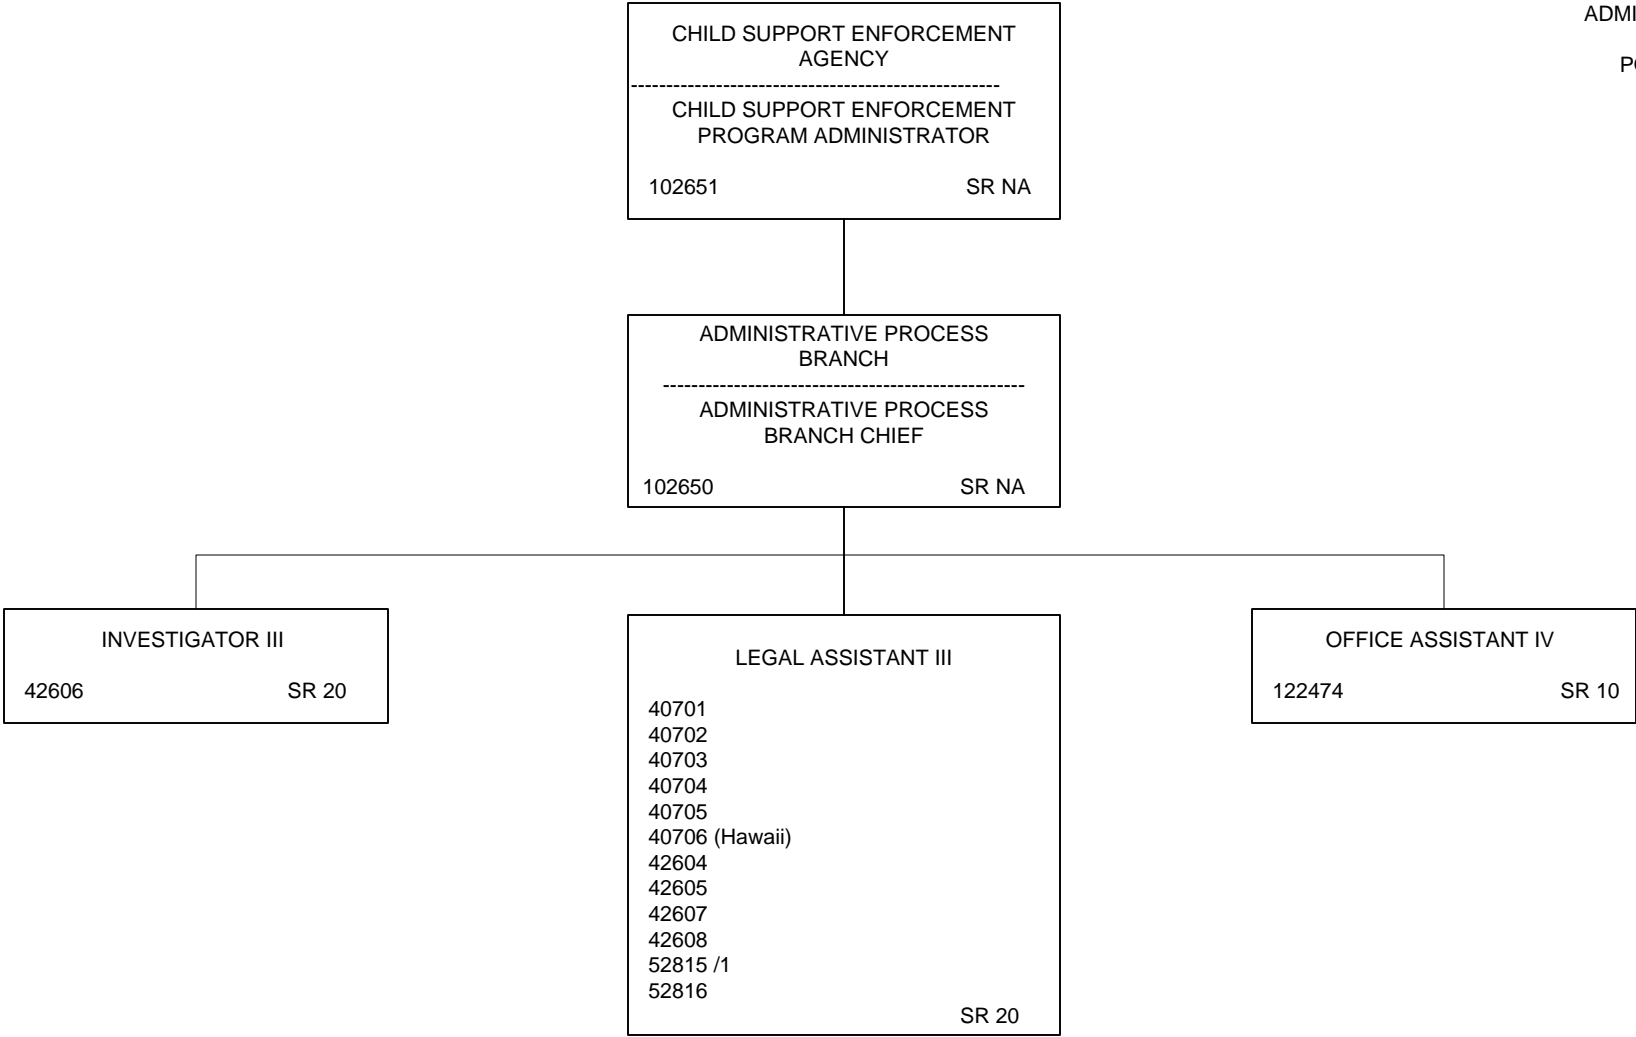 CHILD SUPPORT ENFORCEMENT
AGENCY
CHILD SUPPORT ENFORCEMENT
PROGRAM ADMINISTRATOR
102651 SR NA
ADMINISTRATIVE PROCESS
BRANCH
ADMINISTRATIVE PROCESS
BRANCH CHIEF
102650 SR NA
INVESTIGATOR III
42606 SR 20
LEGAL ASSISTANT III
40701
40702
40703
40704
40705
40706 (Hawaii)
42604
42605
42607
42608
52815 /1
52816
SR 20
OFFICE ASSISTANT IV
122474 SR 10